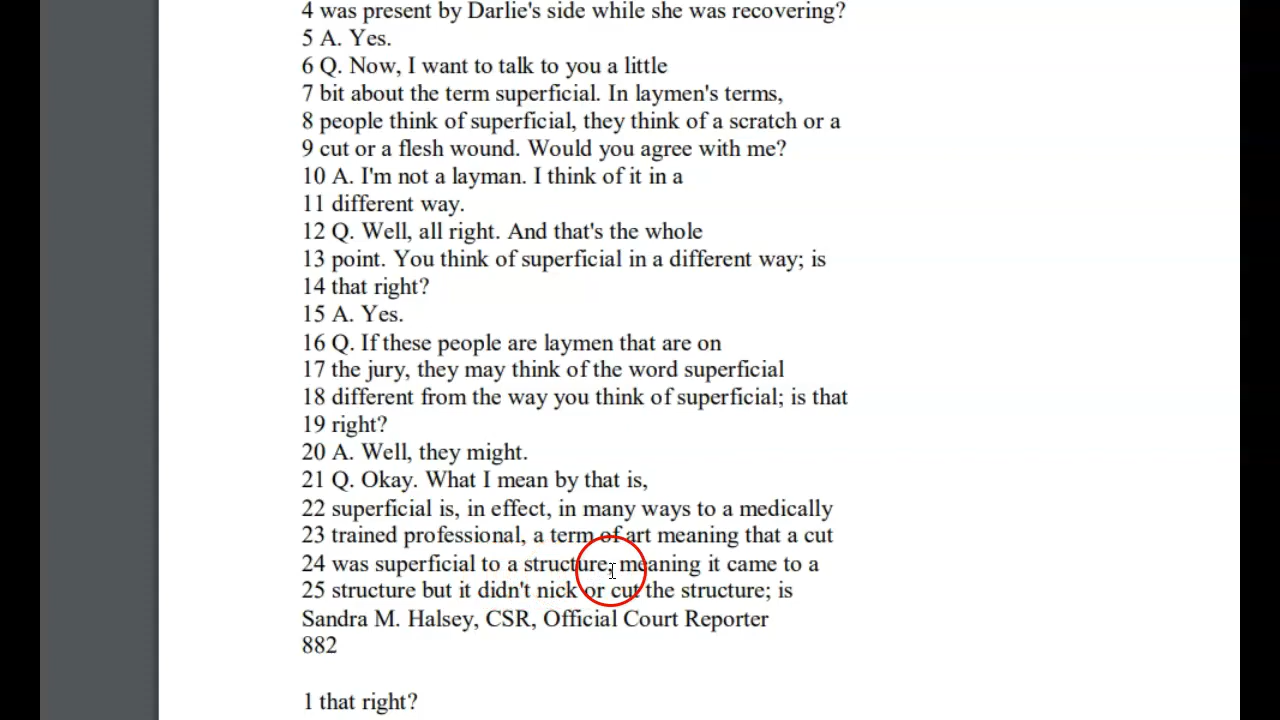 4 was present by Darlie's side while she was recovering?
5 A. Yes.
6 Q. Now, I want to talk to you a little
7 bit about the term superficial. In laymen's terms,
8 people think of superficial, they think of a scratch or a
9 cut or a flesh wound. Would you agree with me?
10 A. I'm not a layman. I think of it in a
11 different way.
12 Q. Well, all right. And that's the whole
13 point. You think of superficial in a different way; is
14 that right?
15 A. Yes.
16 Q. If these people are laymen that are on
17 the jury, they may think of the word superficial
18 different from the way you think of superficial; is that
19 right?
20 A. Well, they might.
21 Q. Okay. What I mean by that is,
22 superficial is, in effect, in many ways to a medically
23 trained professional, a term of art meaning that a cut
24 was superficial to a structure; meaning it came to a
25 structure but it didn't nick or cut the structure; is
Sandra M. Halsey, CSR, Official Court Reporter
882
1 that right?